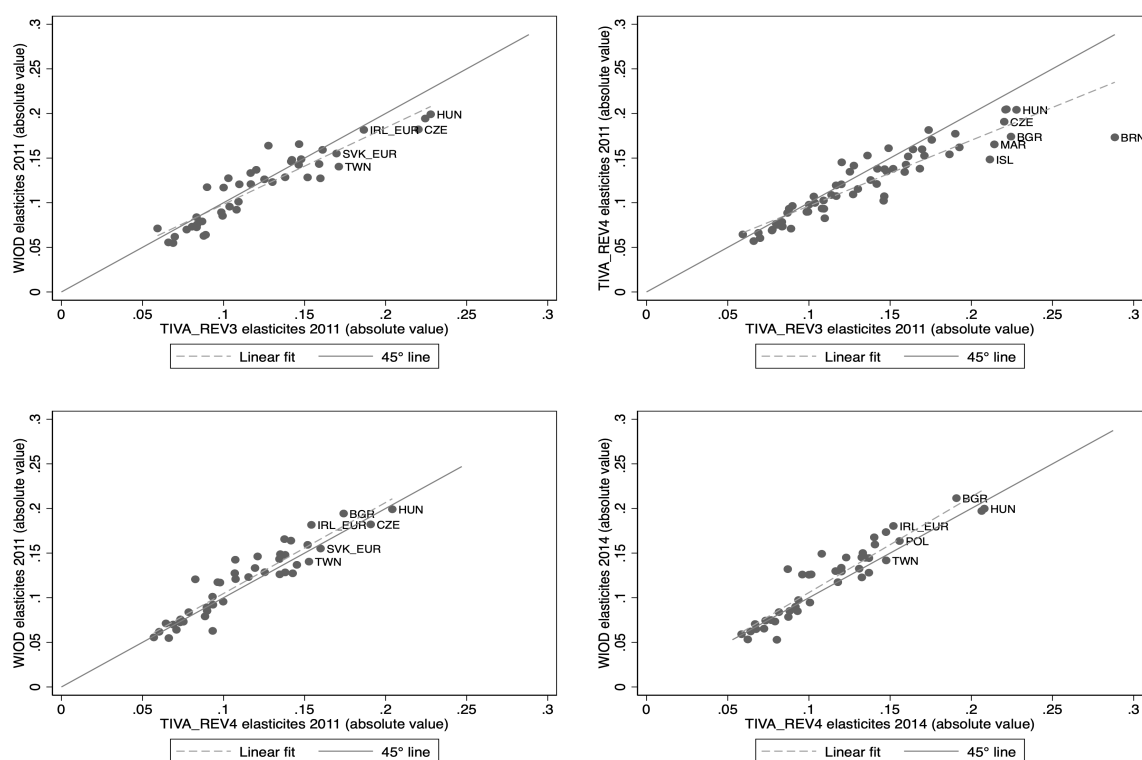 WIOD elasticities 2011 (absolute value)
.3
.25
.2
.15
.1
.05
0
HUN
IRL_EUR
CZE
SVK_EUR
TWN
0
.05
.1
.15
.2
.25
.3
TIVA_REV3 elasticites 2011 (absolute value)
Linear fit
45° line
TIVA_REV4 elasticities 2011 (absolute value)
.3
.25
.2
.15
.1
.05
0
HUN
CZE
BGR
BRN
MAR
ISL
0
.05
.1
.15
.2
.25
.3
TIVA_REV3 elasticites 2011 (absolute value)
Linear fit
45° line
WIOD elasticities 2011 (absolute value)
.3
.25
.2
.15
.1
.05
0
BGR
HUN
IRL_EUR
CZE
SVK_EUR
TWN
0
.05
.1
.15
.2
.25
.3
TIVA_REV4 elasticites 2011 (absolute value)
Linear fit
45° line
WIOD elasticities 2014 (absolute value)
.3
.25
.2
.15
.1
.05
0
BGR
HUN
IRL_EUR
POL
TWN
0
.05
.1
.15
.2
.25
.3
TIVA_REV4 elasticites 2014 (absolute value)
Linear fit
45° line